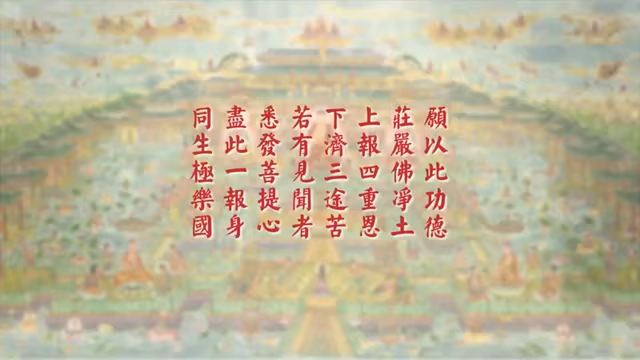 願以此功德
莊嚴佛淨土
上報四重恩
下濟三途苦
若有見聞者
悉發菩提心
盡此一報身
同生極樂國